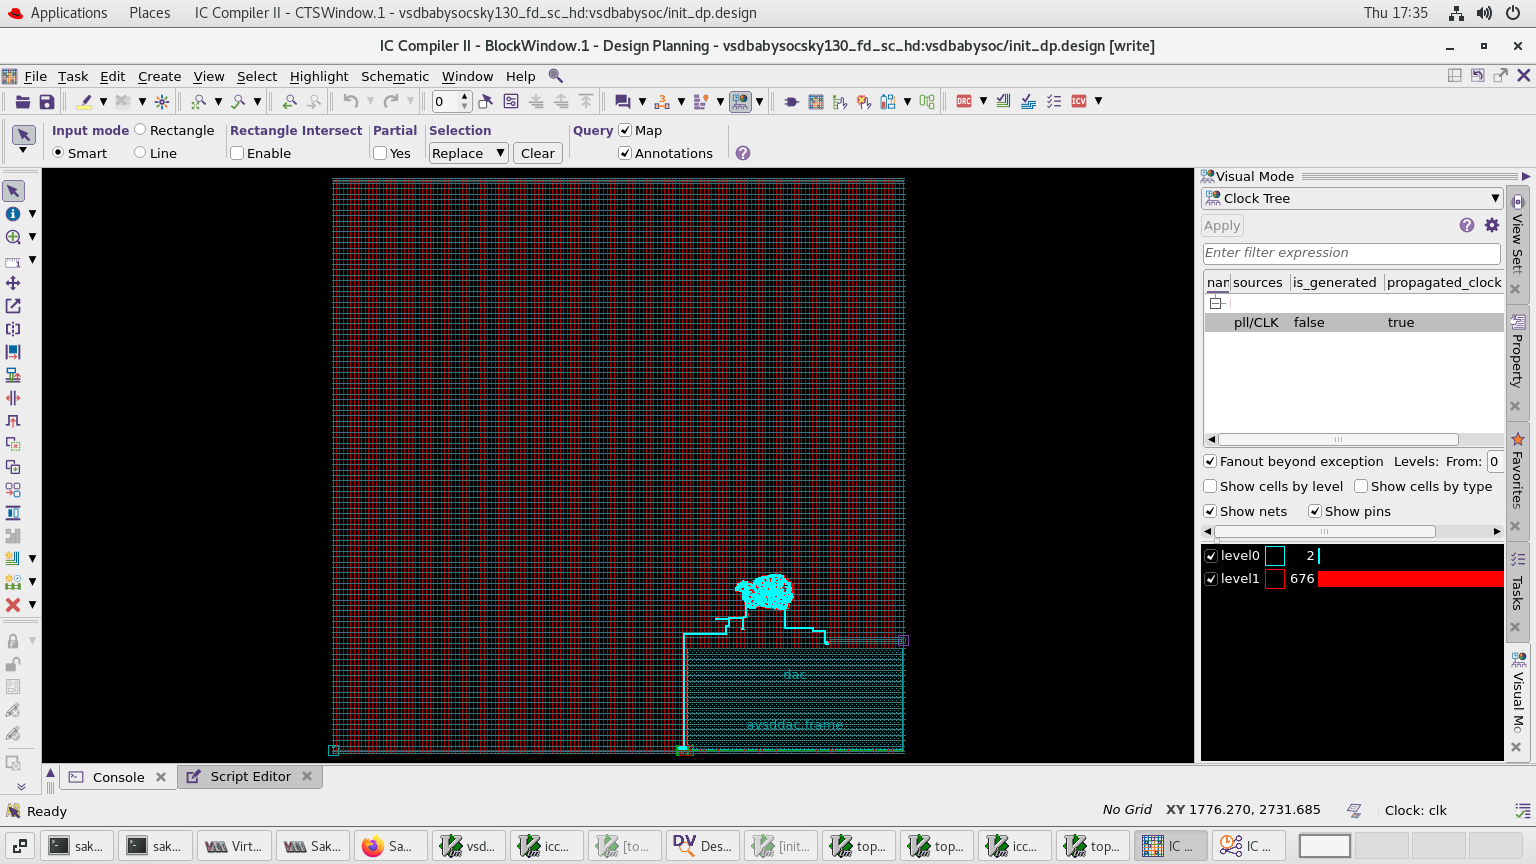 Applications Places IC Compiler II - CTSWindow.1 - vsdbabysocsky130_fd_sc_hd:vsdbabysoc/init_dp.design Thu 17:35
IC Compiler II - BlockWindow.1 - Design Planning - vsdbabysocsky130_fd_sc_hd:vsdbabysoc/init_dp.design [write]
File Task Edit Create View Select Highlight Schematic Window Help
0 DRC ICV
Input mode Rectangle Rectangle Intersect Partial Selection Query Map
Smart Line Enable Yes Replace Clear Annotations
Visual Mode
Clock Tree
Apply
Enter filter expression
nar sources is_generated propagated_clock
pll/CLK false true
Fanout beyond exception Levels: From: 0
Show cells by level Show cells by type
Show nets Show pins
level0 2
level1 676
View Sett
Property
Favorites
Tasks
Visual Mo
dac
avsddac.frame
Console Script Editor
Ready No Grid XY 1776.270, 2731.685 Clock: clk
sak... sak... Virt... Sak... Sa... vsd... icc... [to... DV Des... [init... top... top... icc... top... IC ... IC ...